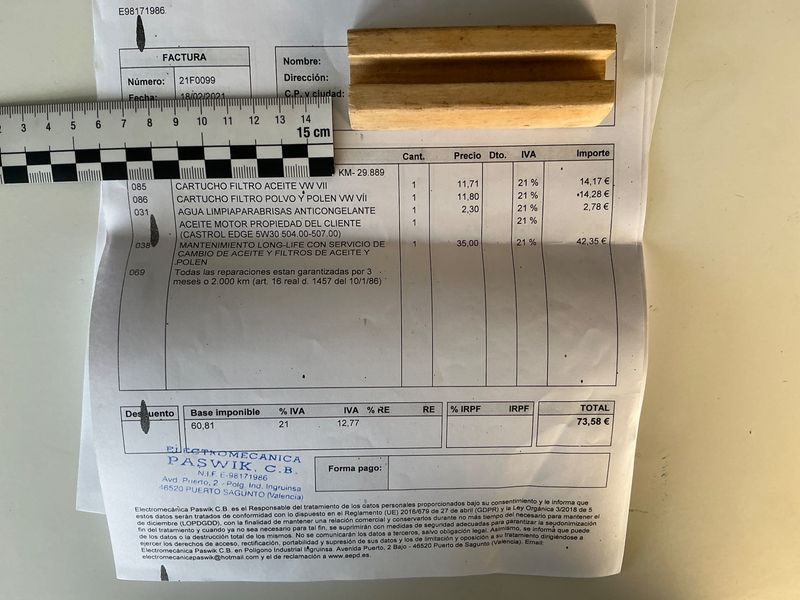 E98171986.
FACTURA
Número: 21F0099
Fecha: 18/02/2021
Nombre:
Dirección:
C.P. y ciudad:
2 3 4 5 6 7 8 9 10 11 12 13 14
15 cm
Cant. Precio Dto. IVA Importe
KM- 29.889
085 CARTUCHO FILTRO ACEITE VW VII 1 11,71 21 % 14,17 €
086 CARTUCHO FILTRO POLVO Y POLEN VW VII 1 11,80 21 % 14,28 €
031 AGUA LIMPIAPARABRISAS ANTICONGELANTE 1 2,30 21 % 2,78 €
ACEITE MOTOR PROPIEDAD DEL CLIENTE 1 21 %
(CASTROL EDGE 5W30 504.00-507.00)
038 MANTENIMIENTO LONG-LIFE CON SERVICIO DE 1 35,00 21 % 42,35 €
CAMBIO DE ACEITE Y FILTROS DE ACEITE Y
POLEN
069 Todas las reparaciones estan garantizadas por 3
meses o 2.000 km (art. 16 real d. 1457 del 10/1/86)
Descuento Base imponible % IVA IVA % RE RE % IRPF IRPF TOTAL
60,81 21 12,77 73,58 €
ELECTROMECANICA
PASWIK, C.B.
N.I.F. E-98171986
Avd. Puerto, 2 - Polg. Ind. Ingruinsa
46520 PUERTO SAGUNTO (Valencia)
Forma pago:
Electromecánica Paswik C.B. es el Responsable del tratamiento de los datos personales proporcionados bajo su consentimiento y le informa que
estos datos serán tratados de conformidad con lo dispuesto en el Reglamento (UE) 2016/679 de 27 de abril (GDPR) y la Ley Orgánica 3/2018 de 5
de diciembre (LOPDGDD), con la finalidad de mantener una relación comercial y conservarlos durante no más tiempo del necesario para mantener el
fin del tratamiento y cuando ya no sea necesario para tal fin, se suprimirán con medidas de seguridad adecuadas para garantizar la seudonimización
de los datos o la destrucción total de los mismos. No se comunicarán los datos a terceros, salvo obligación legal. Asimismo, se informa que puede
ejercer los derechos de acceso, rectificación, portabilidad y supresión de sus datos y los de limitación y oposición a su tratamiento dirigiéndose a
Electromecánica Paswik C.B. en Polígono Industrial Ingruinsa. Avenida Puerto, 2 Bajo - 46520 Puerto de Sagunto (Valencia). Email:
electromecanicapaswik@hotmail.com y el de reclamación a www.aepd.es.